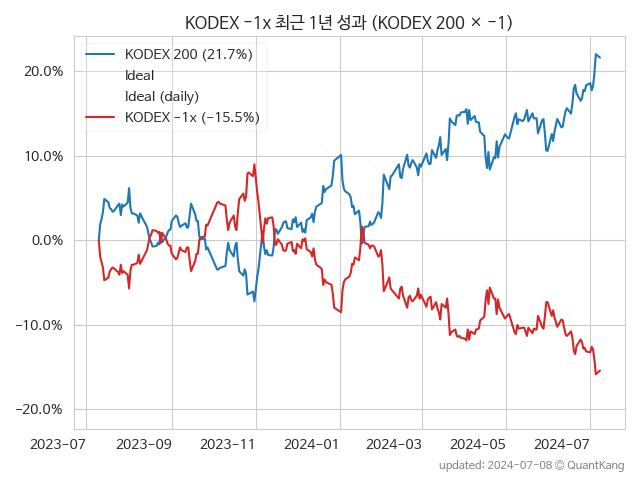 KODEX -1x 최근 1년 성과 (KODEX 200 × -1)
KODEX 200 (21.7%)
Ideal
Ideal (daily)
KODEX -1x (-15.5%)
20.0%
10.0%
0.0%
-10.0%
-20.0%
2023-07 2023-09 2023-11 2024-01 2024-03 2024-05 2024-07
updated: 2024-07-08 © QuantKang